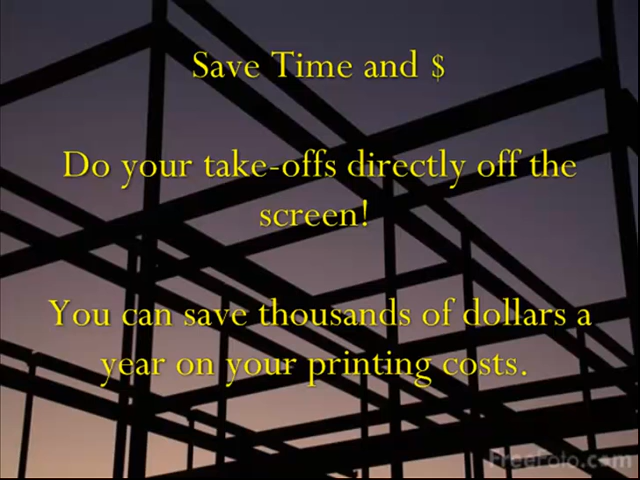 Save Time and $
Do your take-offs directly off the
screen!
You can save thousands of dollars a
year on your printing costs.
FreeFoto.com